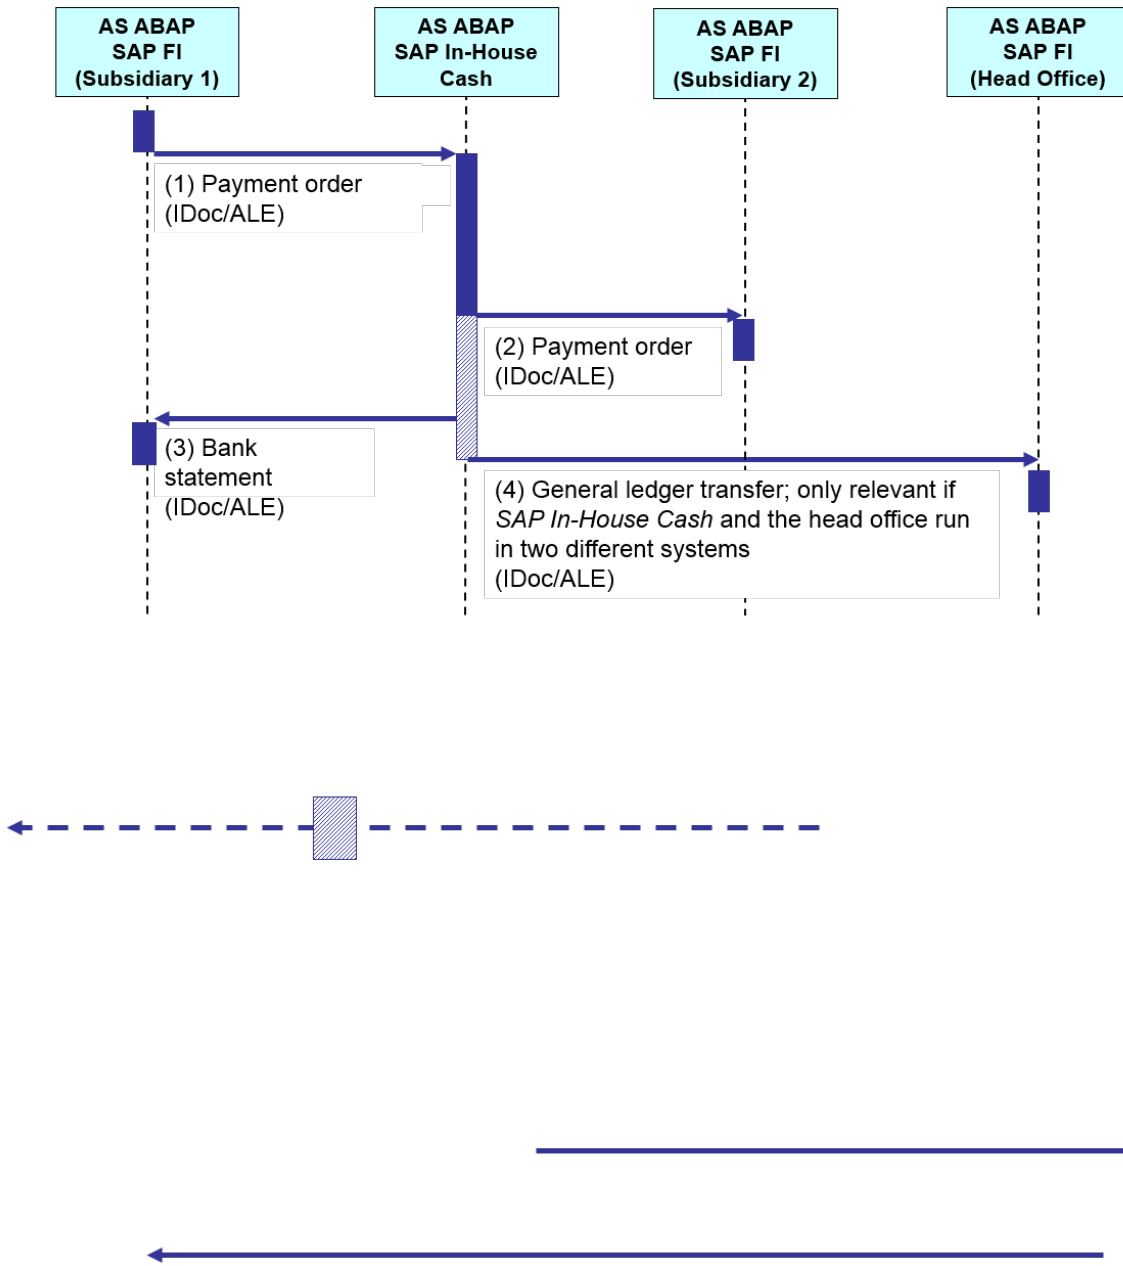 AS ABAP
SAP FI
(Subsidiary 1)
AS ABAP
SAP In-House
Cash
AS ABAP
SAP FI
(Subsidiary 2)
AS ABAP
SAP FI
(Head Office)
(1) Payment order
(IDoc/ALE)
(2) Payment order
(IDoc/ALE)
(3) Bank
statement
(IDoc/ALE)
(4) General ledger transfer; only relevant if
SAP In-House Cash and the head office run
in two different systems
(IDoc/ALE)